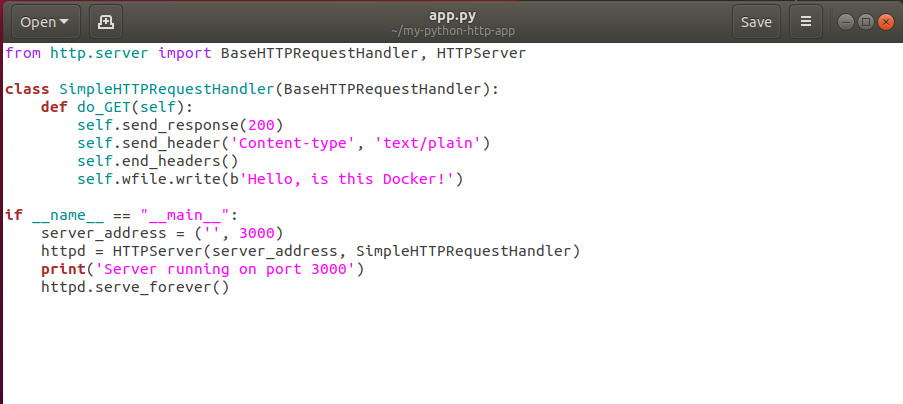 Open
app.py
~/my-python-http-app
Save
from http.server import BaseHTTPRequestHandler, HTTPServer
class SimpleHTTPRequestHandler(BaseHTTPRequestHandler):
    def do_GET(self):
        self.send_response(200)
        self.send_header('Content-type', 'text/plain')
        self.end_headers()
        self.wfile.write(b'Hello, is this Docker!')
if __name__ == "__main__":
    server_address = ('', 3000)
    httpd = HTTPServer(server_address, SimpleHTTPRequestHandler)
    print('Server running on port 3000')
    httpd.serve_forever()